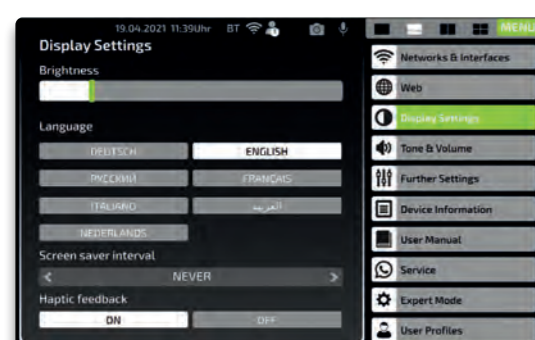 19.04.2021 11:39Uhr BT
MENU
Display Settings
Brightness
Language
DEUTSCH
ENGLISH
РУССКИЙ
FRANÇAIS
ITALIANO
العربية
NEDERLANDS
Screen saver interval
NEVER
Haptic feedback
ON
OFF
Networks & Interfaces
Web
Display Settings
Tone & Volume
Further Settings
Device Information
User Manual
Service
Expert Mode
User Profiles